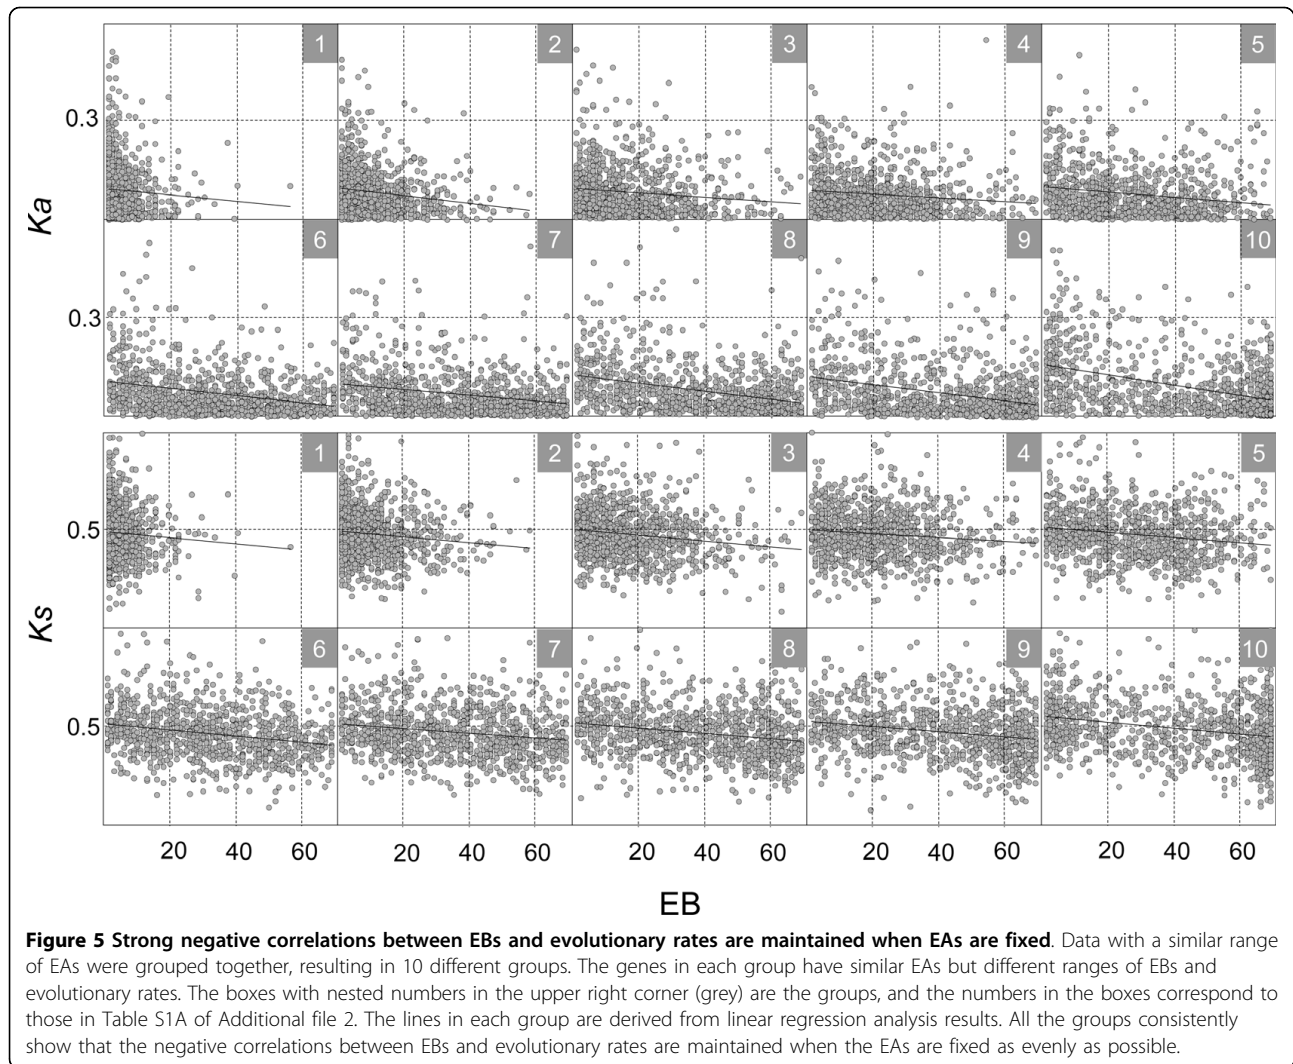 1 2 3 4 5
0.3
Ka
6 7 8 9 10
0.3
1 2 3 4 5
0.5
Ks
6 7 8 9 10
0.5
20 40 60 20 40 60 20 40 60 20 40 60 20 40 60
EB
Figure 5 Strong negative correlations between EBs and evolutionary rates are maintained when EAs are fixed. Data with a similar range
of EAs were grouped together, resulting in 10 different groups. The genes in each group have similar EAs but different ranges of EBs and
evolutionary rates. The boxes with nested numbers in the upper right corner (grey) are the groups, and the numbers in the boxes correspond to
those in Table S1A of Additional file 2. The lines in each group are derived from linear regression analysis results. All the groups consistently
show that the negative correlations between EBs and evolutionary rates are maintained when the EAs are fixed as evenly as possible.